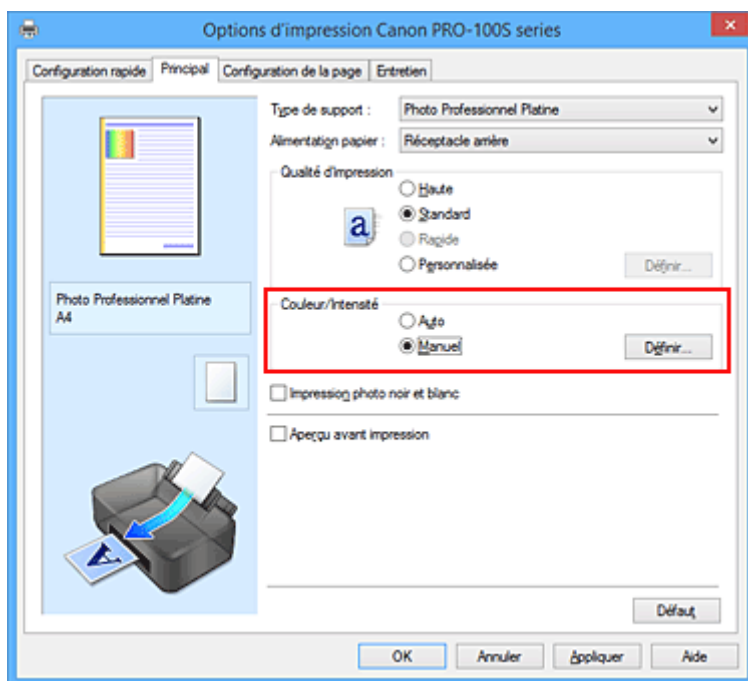 Options d'impression Canon PRO-100S series
Configuration rapide Principal Configuration de la page Entretien
Type de support : Photo Professionnel Platine
Alimentation papier : Réceptacle arrière
Qualité d'impression
Haute
Standard
Rapide
Personnalisée Définir...
Photo Professionnel Platine
A4
Couleur/Intensité
Auto
Manuel Définir...
Impression photo noir et blanc
Aperçu avant impression
Défaut
OK Annuler Appliquer Aide